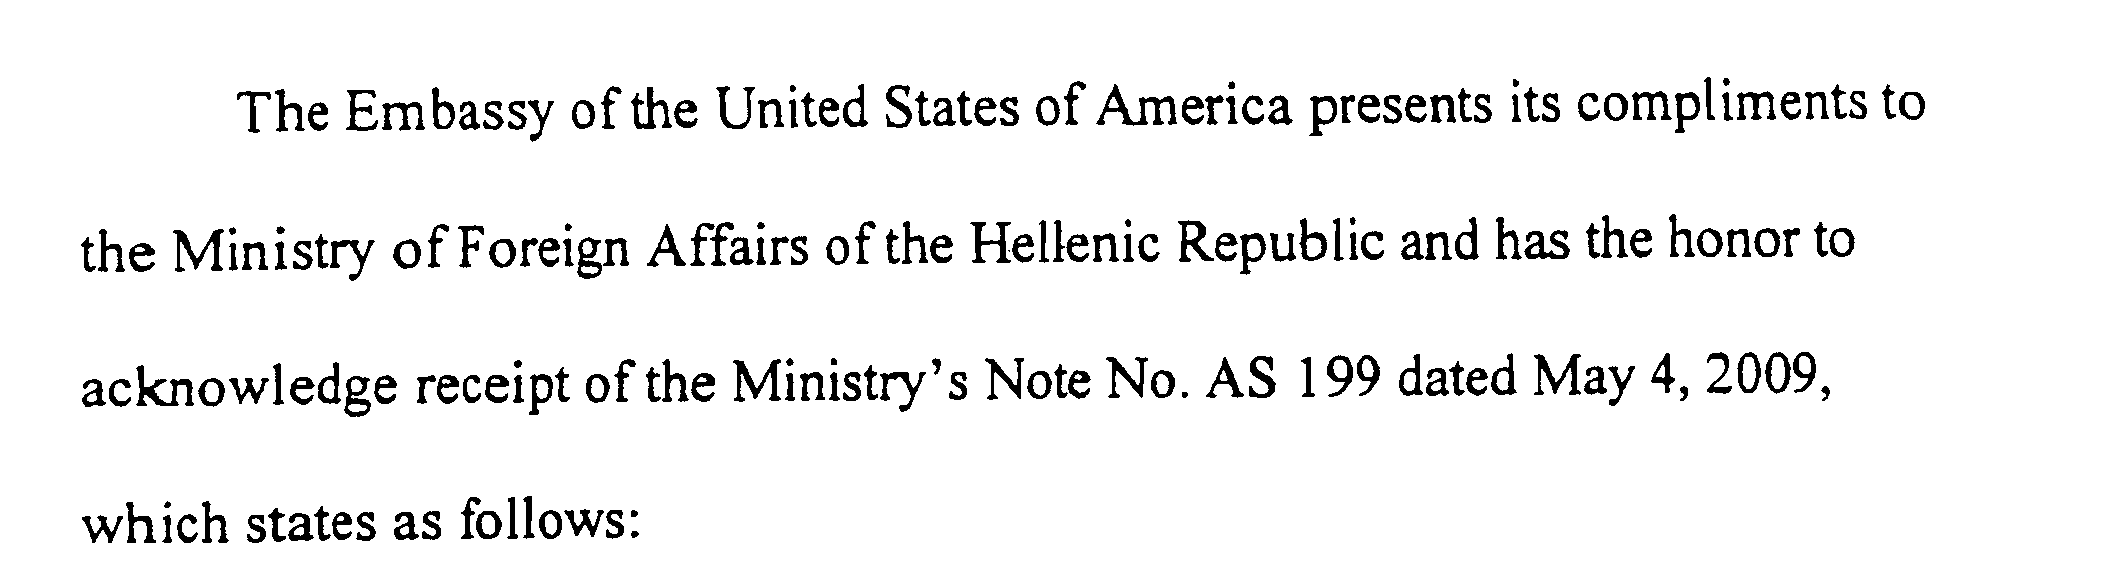 The Embassy of the United States of America presents its compliments to
the Ministry of Foreign Affairs of the Hellenic Republic and has the honor to
acknowledge receipt of the Ministry's Note No. AS 199 dated May 4, 2009,
which states as follows: